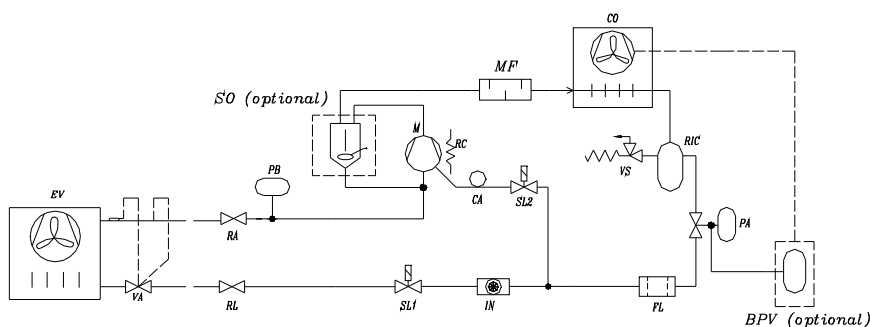 CO
MF
SO (optional)
M
RC
RIC
VS
PB
CA
SL2
EV
RA
PA
VA
RL
SL1
IN
FL
BPV (optional)